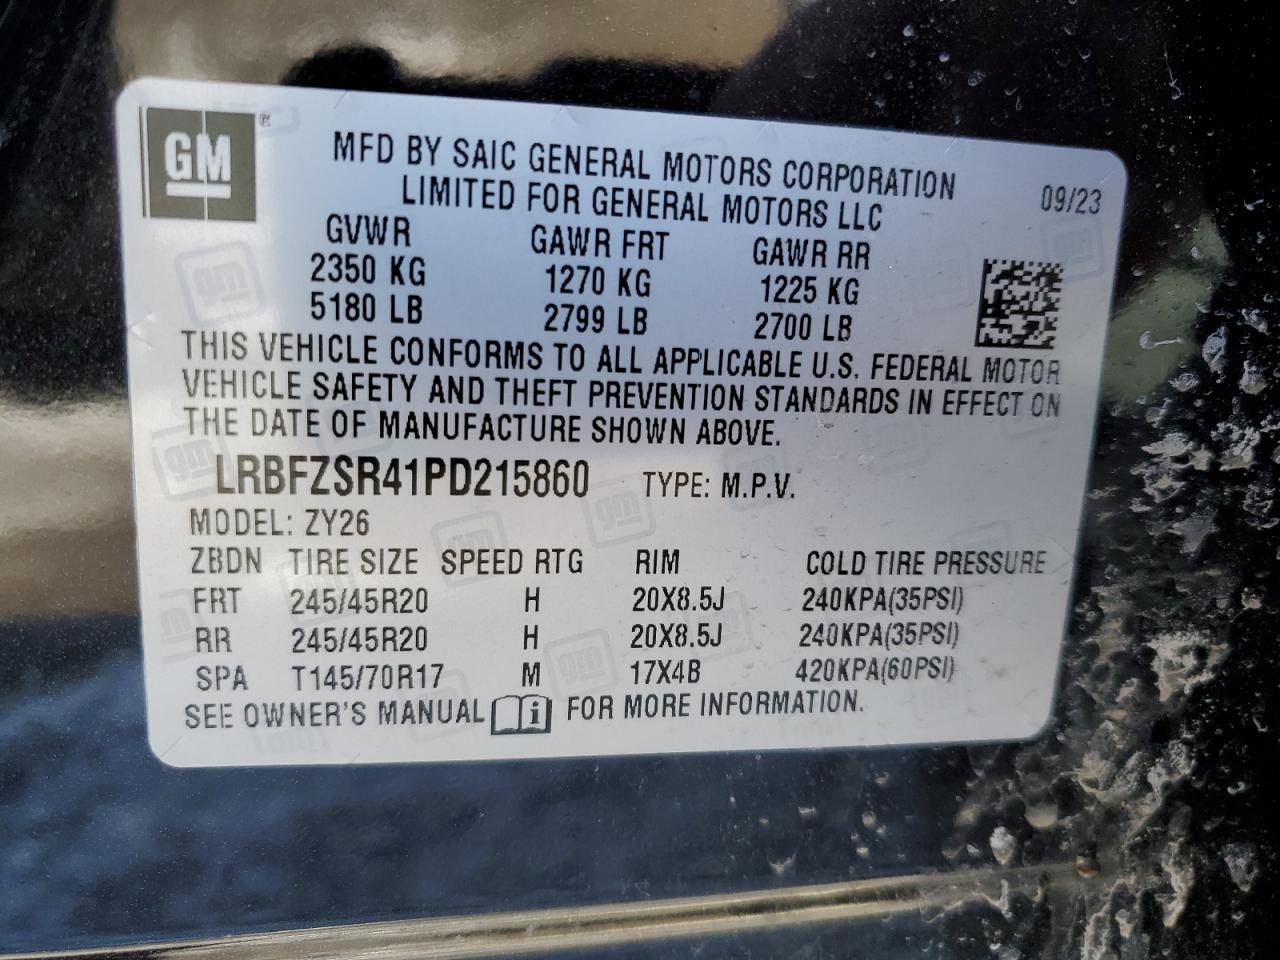 GM®
MFD BY SAIC GENERAL MOTORS CORPORATION
LIMITED FOR GENERAL MOTORS LLC
09/23
GVWR GAWR FRT GAWR RR
2350 KG 1270 KG 1225 KG
5180 LB 2799 LB 2700 LB
THIS VEHICLE CONFORMS TO ALL APPLICABLE U.S. FEDERAL MOTOR
VEHICLE SAFETY AND THEFT PREVENTION STANDARDS IN EFFECT ON
THE DATE OF MANUFACTURE SHOWN ABOVE.
LRBFZSR41PD215860 TYPE: M.P.V.
MODEL: ZY26
ZBDN TIRE SIZE SPEED RTG RIM COLD TIRE PRESSURE
FRT 245/45R20 H 20X8.5J 240KPA(35PSI)
RR 245/45R20 H 20X8.5J 240KPA(35PSI)
SPA T145/70R17 M 17X4B 420KPA(60PSI)
SEE OWNER'S MANUAL i FOR MORE INFORMATION.